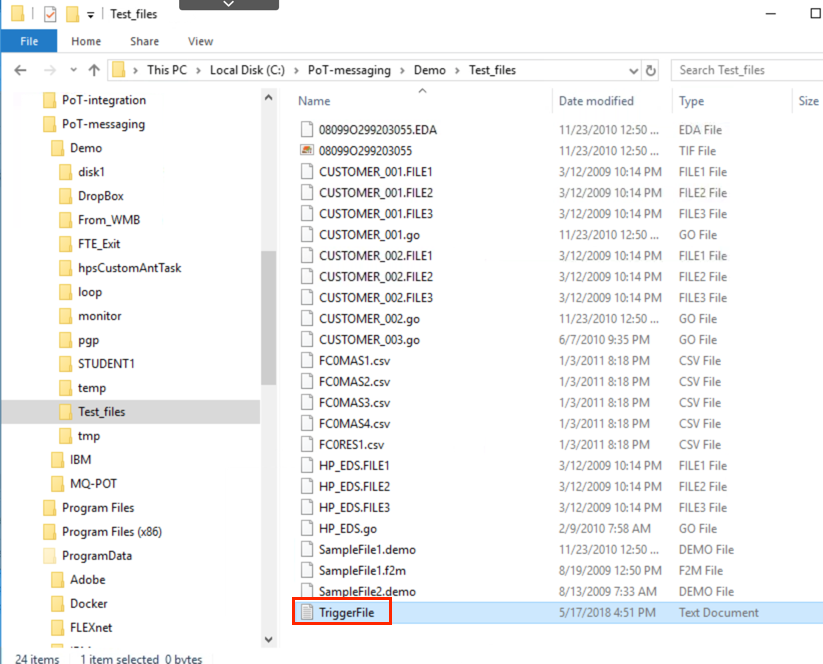 Test_files
File Home Share View
This PC Local Disk (C:) PoT-messaging Demo Test_files Search Test_files
PoT-integration
PoT-messaging
Demo
disk1
DropBox
From_WMB
FTE_Exit
hpsCustomAntTask
loop
monitor
pgp
STUDENT1
temp
Test_files
tmp
IBM
MQ-POT
Program Files
Program Files (x86)
ProgramData
Adobe
Docker
FLEXnet
Name Date modified Type Size
08099O299203055.EDA 11/23/2010 12:50 ... EDA File
08099O299203055 11/23/2010 12:50 ... TIF File
CUSTOMER_001.FILE1 3/12/2009 10:14 PM FILE1 File
CUSTOMER_001.FILE2 3/12/2009 10:14 PM FILE2 File
CUSTOMER_001.FILE3 3/12/2009 10:14 PM FILE3 File
CUSTOMER_001.go 11/23/2010 12:50 ... GO File
CUSTOMER_002.FILE1 3/12/2009 10:14 PM FILE1 File
CUSTOMER_002.FILE2 3/12/2009 10:14 PM FILE2 File
CUSTOMER_002.FILE3 3/12/2009 10:14 PM FILE3 File
CUSTOMER_002.go 11/23/2010 12:50 ... GO File
CUSTOMER_003.go 6/7/2010 9:35 PM GO File
FC0MAS1.csv 1/3/2011 8:18 PM CSV File
FC0MAS2.csv 1/3/2011 8:18 PM CSV File
FC0MAS3.csv 1/3/2011 8:18 PM CSV File
FC0MAS4.csv 1/3/2011 8:18 PM CSV File
FC0RES1.csv 1/3/2011 8:18 PM CSV File
HP_EDS.FILE1 3/12/2009 10:14 PM FILE1 File
HP_EDS.FILE2 3/12/2009 10:14 PM FILE2 File
HP_EDS.FILE3 3/12/2009 10:14 PM FILE3 File
HP_EDS.go 2/9/2010 7:58 AM GO File
SampleFile1.demo 11/23/2010 12:50 ... DEMO File
SampleFile1.f2m 8/19/2009 12:50 PM F2M File
SampleFile2.demo 8/13/2009 7:33 AM DEMO File
TriggerFile 5/17/2018 4:51 PM Text Document
24 items 1 item selected 0 bytes